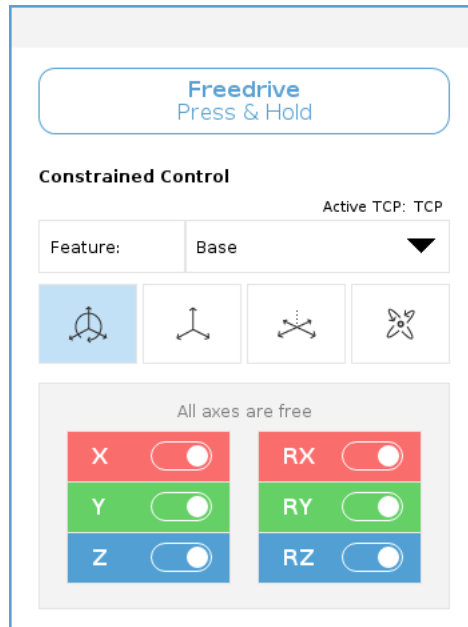 Freedrive
Press & Hold
Constrained Control
Active TCP: TCP
Feature:
Base
All axes are free
X
RX
Y
RY
Z
RZ